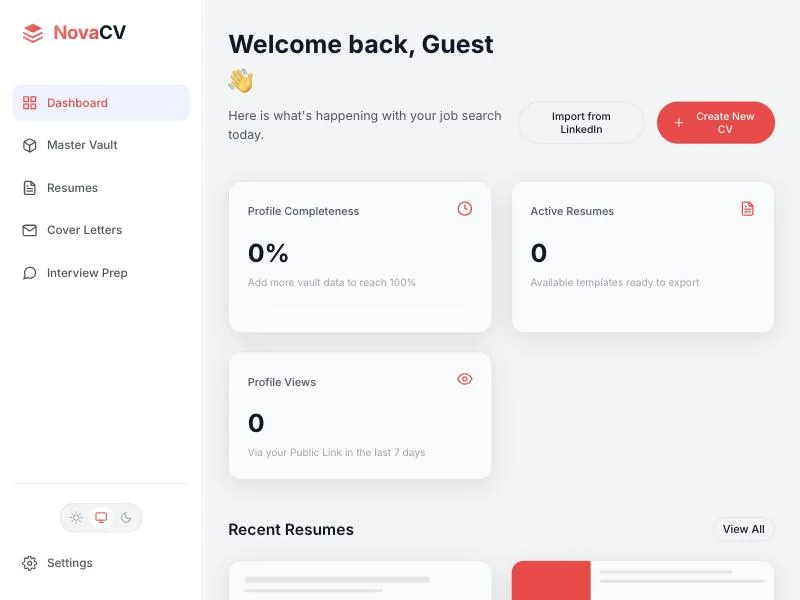 NovaCV
Dashboard
Master Vault
Resumes
Cover Letters
Interview Prep
Settings
Welcome back, Guest
👋
Here is what's happening with your job search
today.
Import from
LinkedIn
Create New
CV
Profile Completeness
0%
Add more vault data to reach 100%
Active Resumes
0
Available templates ready to export
Profile Views
0
Via your Public Link in the last 7 days
Recent Resumes
View All